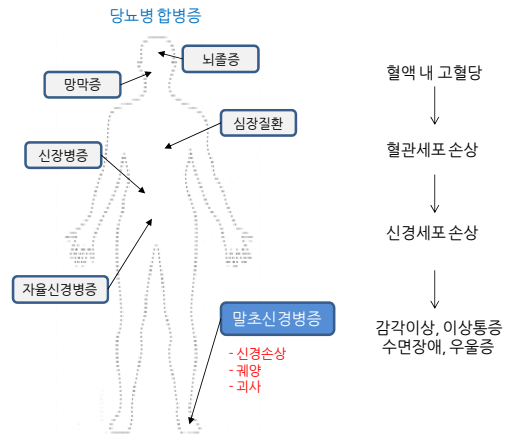 당뇨병 합병증
뇌졸증
망막증
심장질환
신장병증
자율신경병증
말초신경병증
- 신경손상
- 궤양
- 괴사
혈액 내 고혈당
혈관세포 손상
신경세포 손상
감각이상, 이상통증
수면장애, 우울증